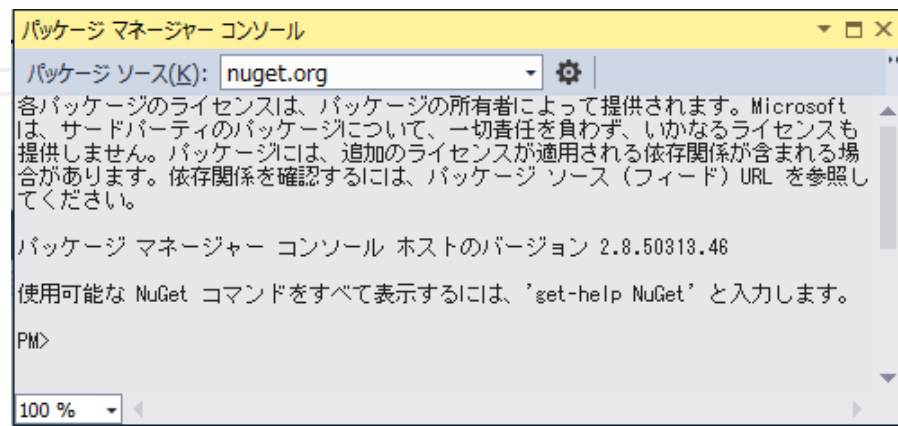 パッケージ マネージャー コンソール
パッケージ ソース(K): nuget.org
各パッケージのライセンスは、パッケージの所有者によって提供されます。Microsoft
は、サードパーティのパッケージについて、一切責任を負わず、いかなるライセンスも
提供しません。パッケージには、追加のライセンスが適用される依存関係が含まれる場
合があります。依存関係を確認するには、パッケージ ソース (フィード) URL を参照し
てください。
パッケージ マネージャー コンソール ホストのバージョン 2.8.50313.46
使用可能な NuGet コマンドをすべて表示するには、'get-help NuGet' と入力します。
PM>
100 %